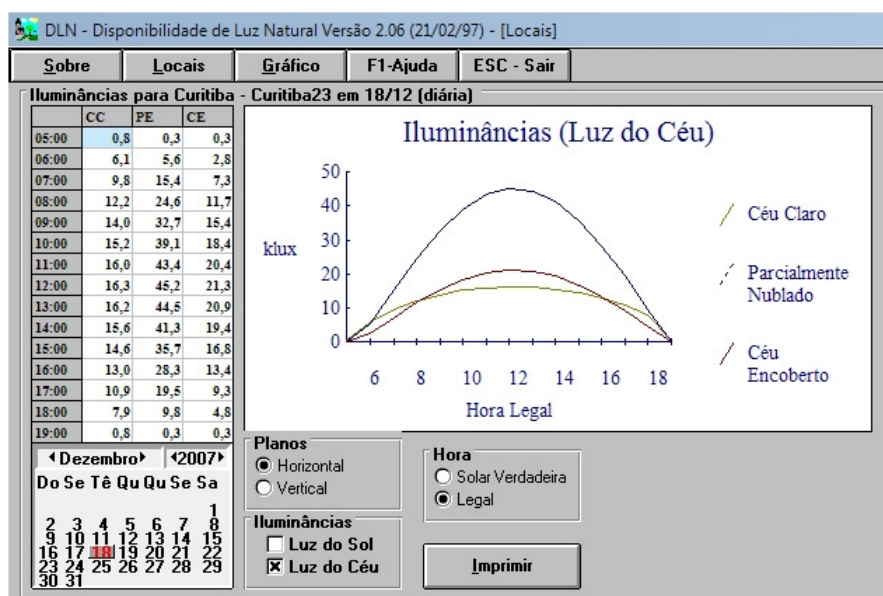 DLN - Disponibilidade de Luz Natural Versão 2.06 (21/02/97) - [Locais]
Sobre Locais Gráfico F1-Ajuda ESC - Sair
Iluminâncias para Curitiba - Curitiba23 em 18/12 (diária)
CC PE CE
05:00 0,8 0,3 0,3
06:00 6,1 5,6 2,8
07:00 9,8 15,4 7,3
08:00 12,2 24,6 11,7
09:00 14,0 32,7 15,4
10:00 15,2 39,1 18,4
11:00 16,0 43,4 20,4
12:00 16,3 45,2 21,3
13:00 16,2 44,5 20,9
14:00 15,6 41,3 19,4
15:00 14,6 35,7 16,8
16:00 13,0 28,3 13,4
17:00 10,9 19,5 9,3
18:00 7,9 9,8 4,8
19:00 0,8 0,3 0,3
Iluminâncias (Luz do Céu)
klux
50
40
30
20
10
0
6 8 10 12 14 16 18
Hora Legal
Céu Claro
Parcialmente
Nublado
Céu
Encoberto
Dezembro 2007
Do Se Tê Qu Qu Se Sa
1
2 3 4 5 6 7 8
9 10 11 12 13 14 15
16 17 18 19 20 21 22
23 24 25 26 27 28 29
30 31
Planos
Horizontal
Vertical
Hora
Solar Verdadeira
Legal
Iluminâncias
Luz do Sol
Luz do Céu
Imprimir